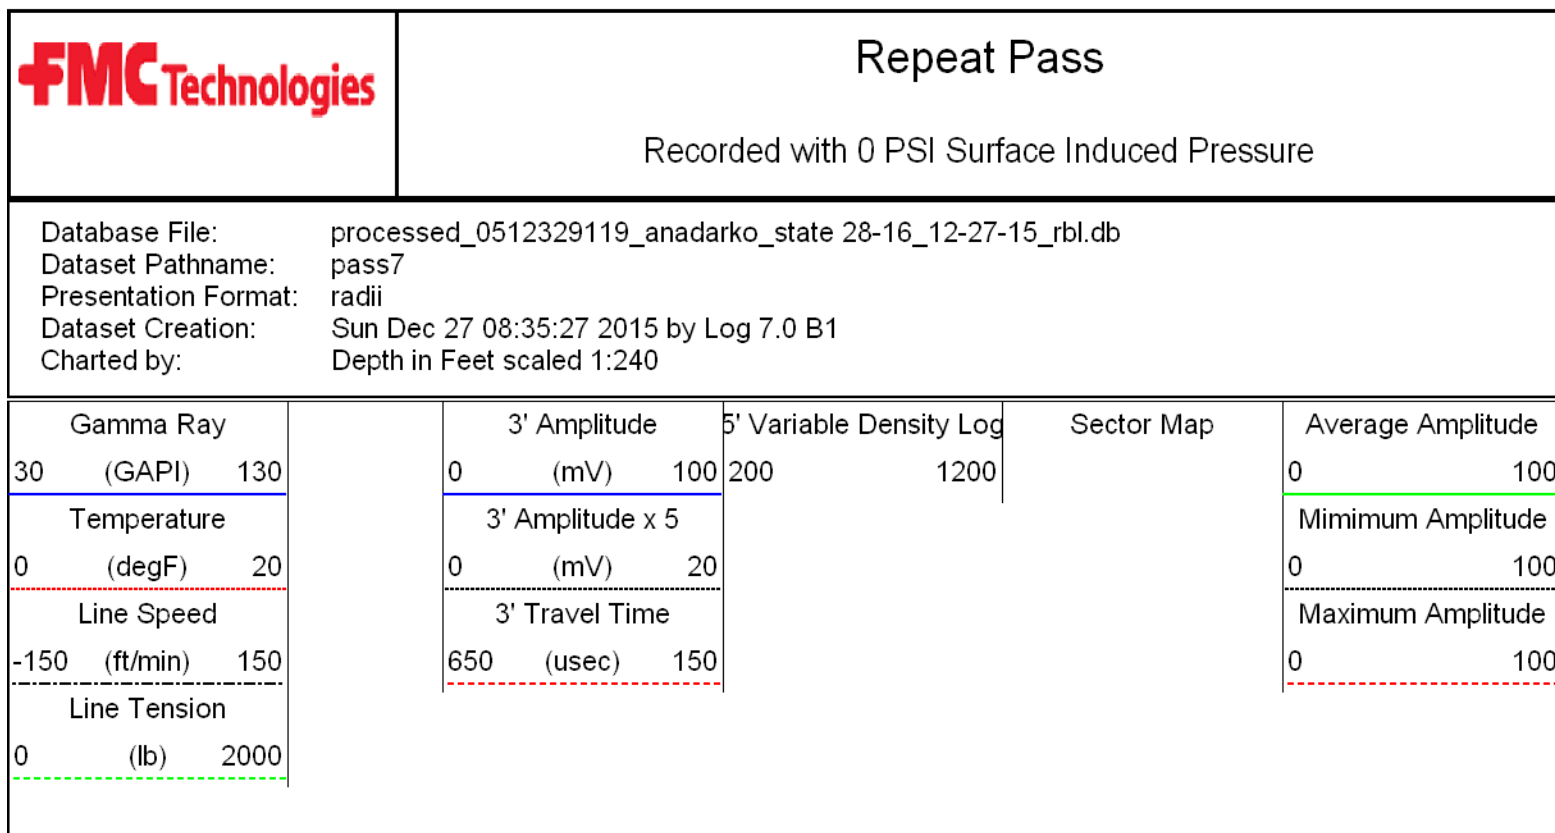 FMC Technologies
Repeat Pass
Recorded with 0 PSI Surface Induced Pressure
Database File: processed_0512329119_anadarko_state 28-16_12-27-15_rbl.db
Dataset Pathname: pass7
Presentation Format: radii
Dataset Creation: Sun Dec 27 08:35:27 2015 by Log 7.0 B1
Charted by: Depth in Feet scaled 1:240
Gamma Ray
30 (GAPI) 130
Temperature
0 (degF) 20
Line Speed
-150 (ft/min) 150
Line Tension
0 (lb) 2000
3' Amplitude
0 (mV) 100
3' Amplitude x 5
0 (mV) 20
3' Travel Time
650 (usec) 150
5' Variable Density Log
200 1200
Sector Map
Average Amplitude
0 100
Mimimum Amplitude
0 100
Maximum Amplitude
0 100